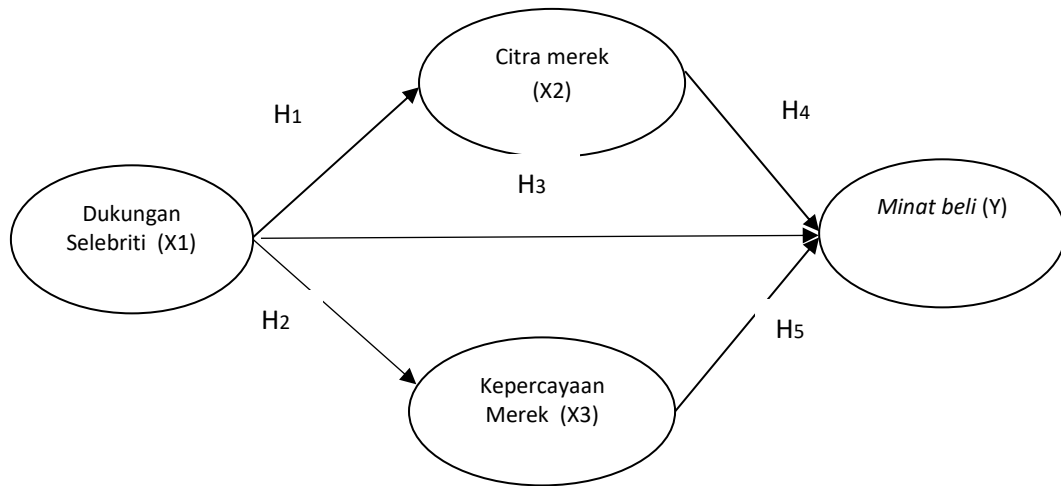 Citra merek
(X2)
H1
H4
H3
Dukungan
Selebriti (X1)
Minat beli (Y)
H2
H5
Kepercayaan
Merek (X3)